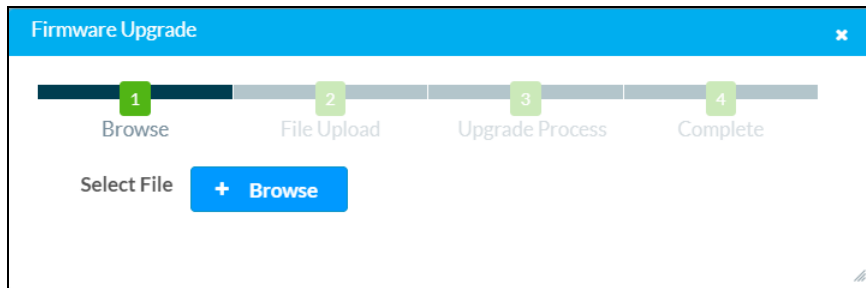 Firmware Upgrade
1 2 3 4
Browse File Upload Upgrade Process Complete
Select File + Browse